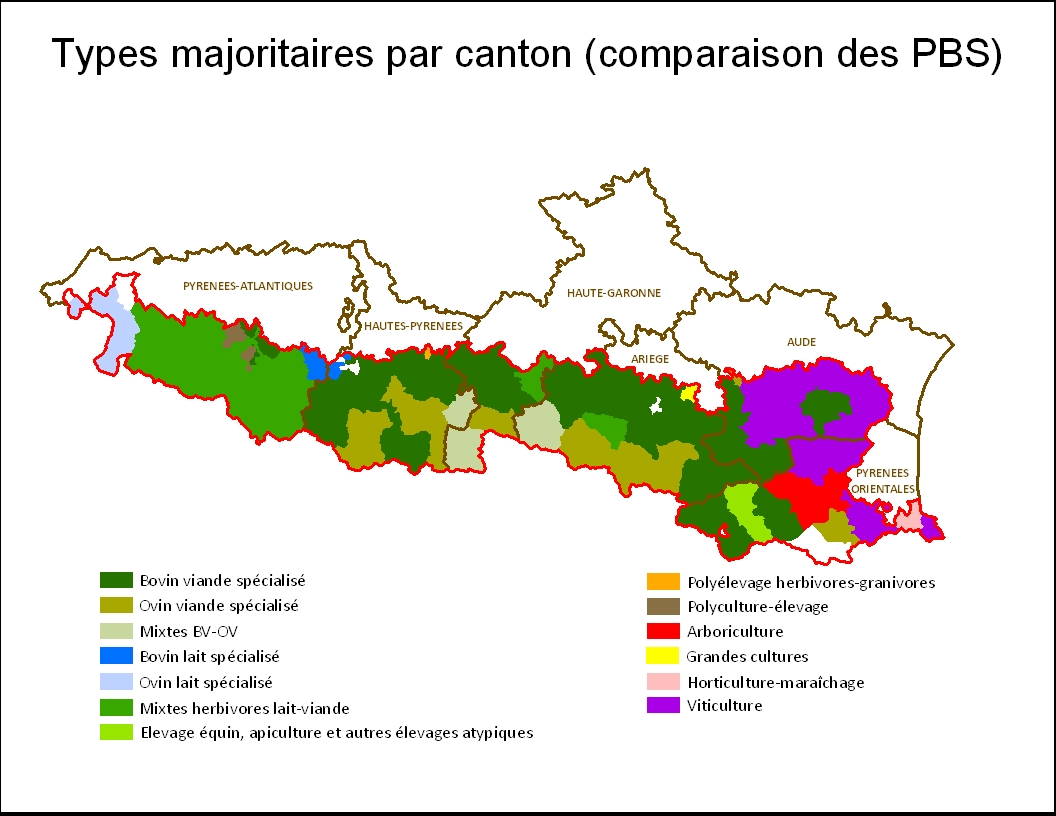 Types majoritaires par canton (comparaison des PBS)
PYRENEES-ATLANTIQUES
HAUTES-PYRENEES
HAUTE-GARONNE
ARIEGE
AUDE
PYRENEES
ORIENTALES
Bovin viande spécialisé
Ovin viande spécialisé
Mixtes BV-OV
Bovin lait spécialisé
Ovin lait spécialisé
Mixtes herbivores lait-viande
Elevage équin, apiculture et autres élevages atypiques
Polyélevage herbivores-granivores
Polyculture-élevage
Arboriculture
Grandes cultures
Horticulture-maraîchage
Viticulture